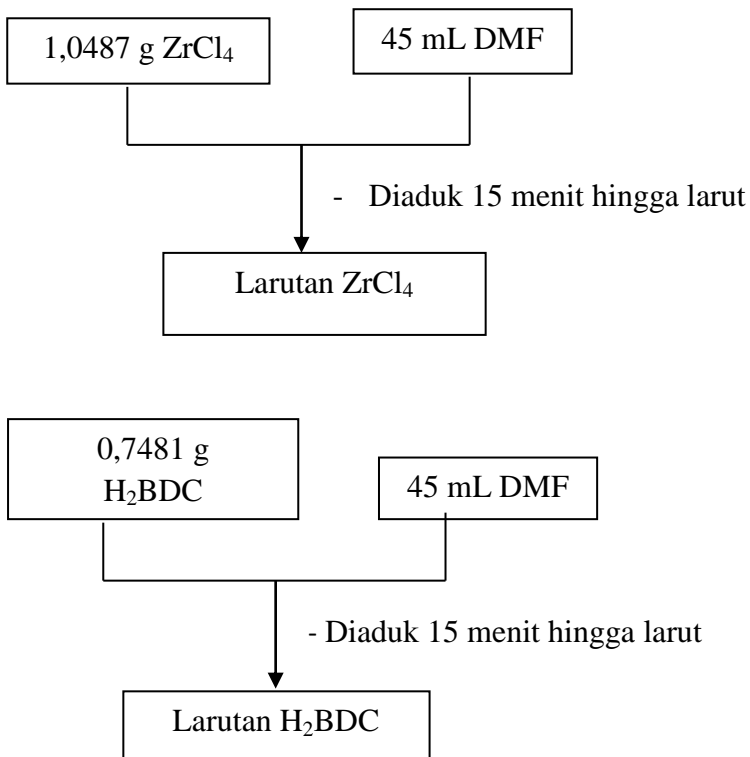 1,0487 g ZrCl₄
45 mL DMF
- Diaduk 15 menit hingga larut
Larutan ZrCl₄
0,7481 g
H₂BDC
45 mL DMF
- Diaduk 15 menit hingga larut
Larutan H₂BDC